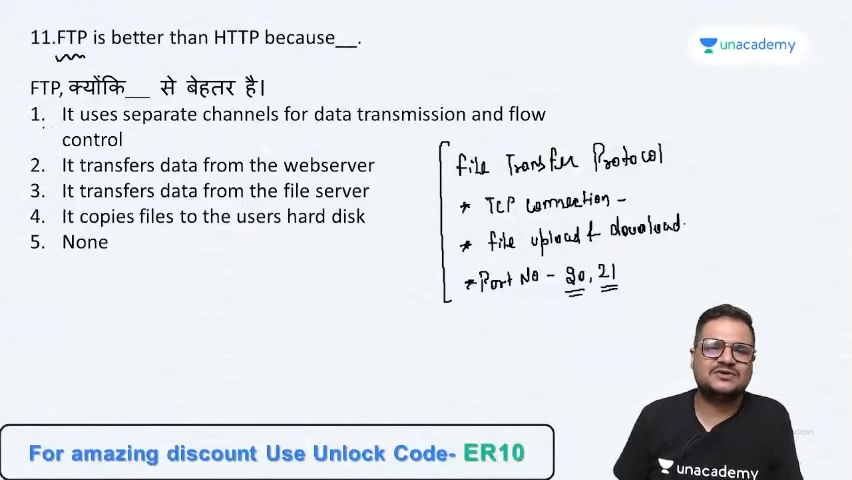 11.FTP is better than HTTP because__.
unacademy
FTP, क्योंकि__ से बेहतर है।
1. It uses separate channels for data transmission and flow
control
2. It transfers data from the webserver
3. It transfers data from the file server
4. It copies files to the users hard disk
5. None
File Transfer Protocol
* TCP connection -
* file upload & download.
* Port No - 20, 21
For amazing discount Use Unlock Code- ER10
unacademy